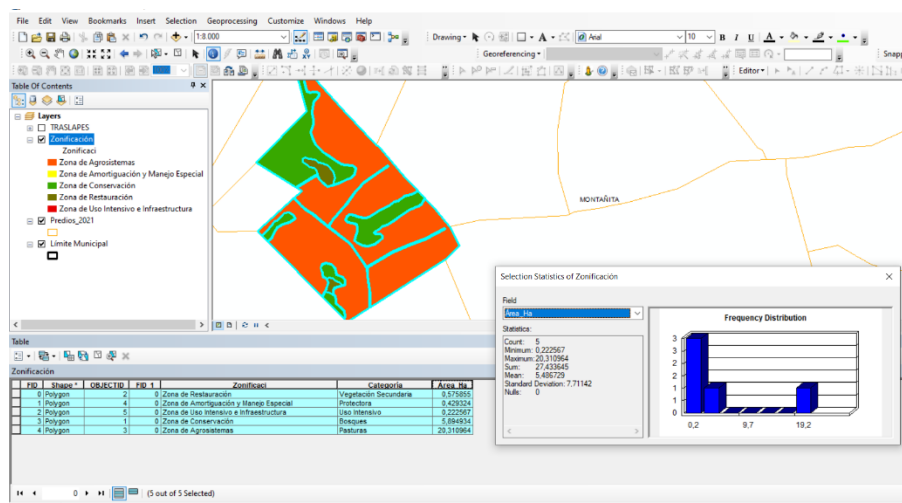 File Edit View Bookmarks Insert Selection Geoprocessing Customize Windows Help
1:8.000
Drawing
Arial
10
B I U A
Georeferencing
Snapp
Editor
Table Of Contents
Layers
TRASLAPES
Zonificación
Zonificaci
Zona de Agrosistemas
Zona de Amortiguación y Manejo Especial
Zona de Conservación
Zona de Restauración
Zona de Uso Intensivo e Infraestructura
Predios_2021
Límite Municipal
MONTAÑITA
Selection Statistics of Zonificación
Field
Área_Ha
Statistics:
Count: 5
Minimum: 0,222567
Maximum: 20,310964
Sum: 27,433645
Mean: 5,486729
Standard Deviation: 7,71142
Nulls: 0
Frequency Distribution
3
3
2
2
1
1
0
0,2 9,7 19,2
Table
Zonificación
FID Shape * OBJECTID FID_1 Zonificaci Categoria Área_Ha
0 Polygon 2 0 Zona de Restauración Vegetación Secundaria 0,575855
1 Polygon 4 0 Zona de Amortiguación y Manejo Especial Protectora 0,429324
2 Polygon 5 0 Zona de Uso Intensivo e Infraestructura Uso Intensivo 0,222567
3 Polygon 1 0 Zona de Conservación Bosques 5,894934
4 Polygon 3 0 Zona de Agrosistemas Pasturas 20,310964
0 (5 out of 5 Selected)